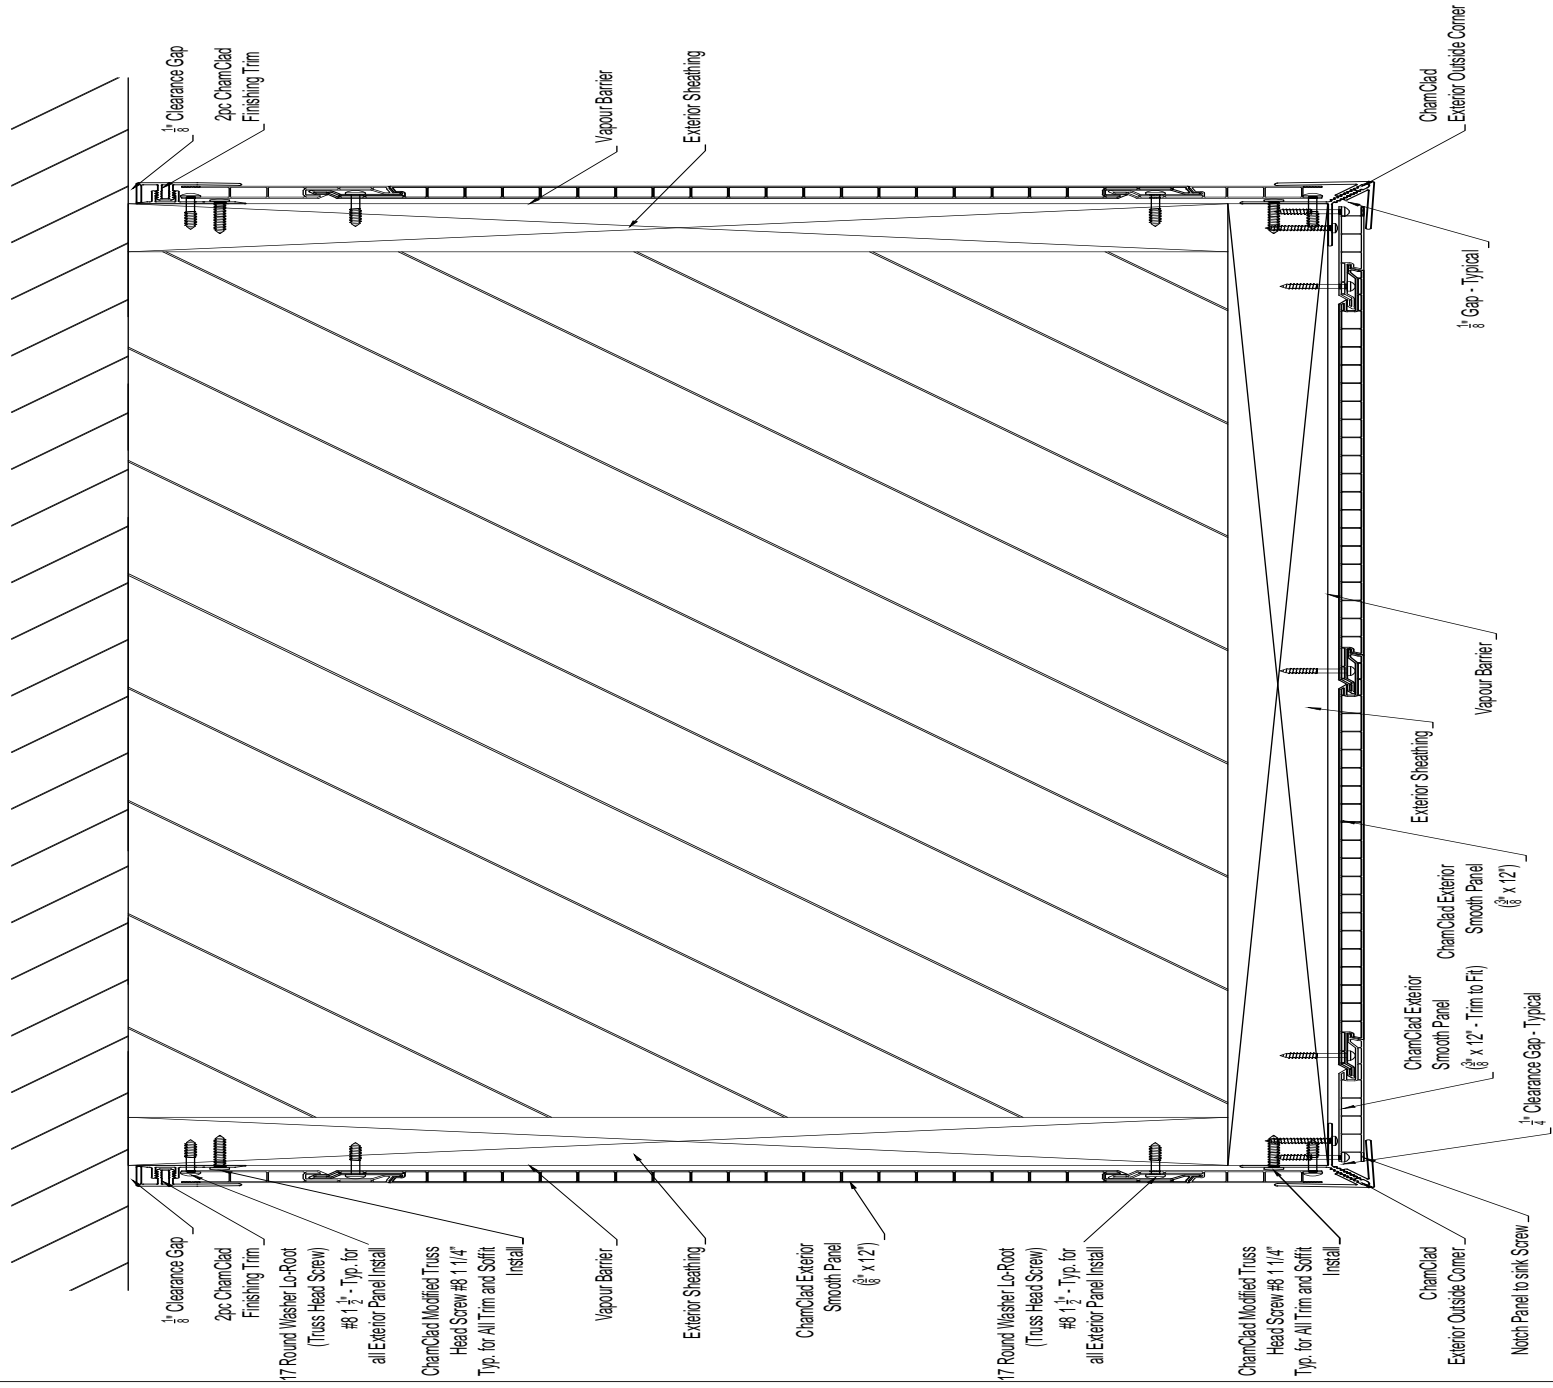 1/8" Clearance Gap
2pc ChamClad
Finishing Trim
Vapour Barrier
Exterior Sheathing
ChamClad
Exterior Outside Corner
1/8" Gap - Typical
Vapour Barrier
Exterior Sheathing
ChamClad Exterior
Smooth Panel
(3/8" x 12")
ChamClad Exterior
Smooth Panel
(3/8" x 12" - Trim to Fit)
1/4" Clearance Gap - Typical
1/8" Clearance Gap
2pc ChamClad
Finishing Trim
17 Round Washer Lo-Root
(Truss Head Screw)
#8 1 1/2" - Typ. for
all Exterior Panel Install
ChamClad Modified Truss
Head Screw #8 1 1/4"
Typ. for All Trim and Soffit
Install
Vapour Barrier
Exterior Sheathing
ChamClad Exterior
Smooth Panel
(3/8" x 12")
17 Round Washer Lo-Root
(Truss Head Screw)
#8 1 1/2" - Typ. for
all Exterior Panel Install
ChamClad Modified Truss
Head Screw #8 1 1/4"
Typ. for All Trim and Soffit
Install
ChamClad
Exterior Outside Corner
Notch Panel to sink Screw